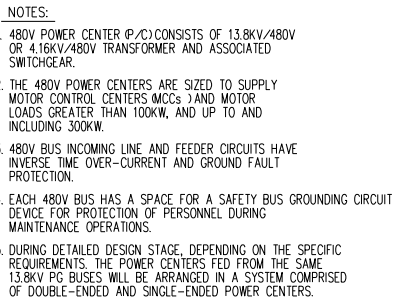 NOTES:
480V POWER CENTER (P/C) CONSISTS OF 13.8KV/480V
OR 4.16KV/480V TRANSFORMER AND ASSOCIATED
SWITCHGEAR.
THE 480V POWER CENTERS ARE SIZED TO SUPPLY
MOTOR CONTROL CENTERS (MCCs ) AND MOTOR
LOADS GREATER THAN 100KW, AND UP TO AND
INCLUDING 300KW.
480V BUS INCOMING LINE AND FEEDER CIRCUITS HAVE
INVERSE TIME OVER-CURRENT AND GROUND FAULT
PROTECTION.
EACH 480V BUS HAS A SPACE FOR A SAFETY BUS GROUNDING CIRCUIT
DEVICE FOR PROTECTION OF PERSONNEL DURING
MAINTENANCE OPERATIONS.
DURING DETAILED DESIGN STAGE, DEPENDING ON THE SPECIFIC
REQUIREMENTS. THE POWER CENTERS FED FROM THE SAME
13.8KV PG BUSES WILL BE ARRANGED IN A SYSTEM COMPRISED
OF DOUBLE-ENDED AND SINGLE-ENDED POWER CENTERS.